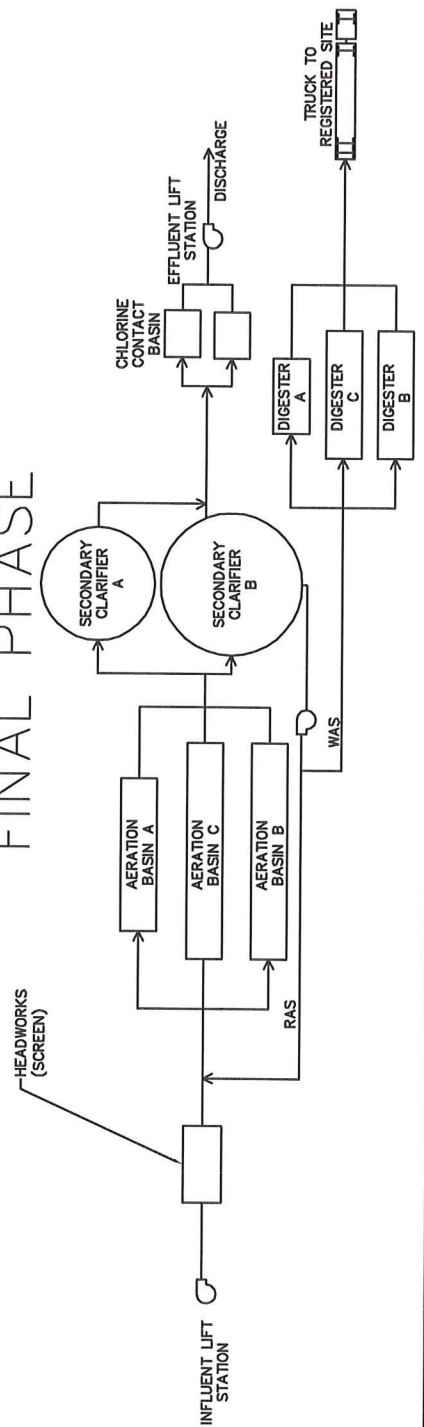 FINAL PHASE
HEADWORKS
(SCREEN)
INFLUENT LIFT
STATION
AERATION
BASIN A
AERATION
BASIN C
AERATION
BASIN B
RAS
SECONDARY
CLARIFIER
A
SECONDARY
CLARIFIER
B
WAS
CHLORINE
CONTACT
BASIN
EFFLUENT LIFT
STATION
DISCHARGE
DIGESTER
A
DIGESTER
C
DIGESTER
B
TRUCK TO
REGISTERED SITE